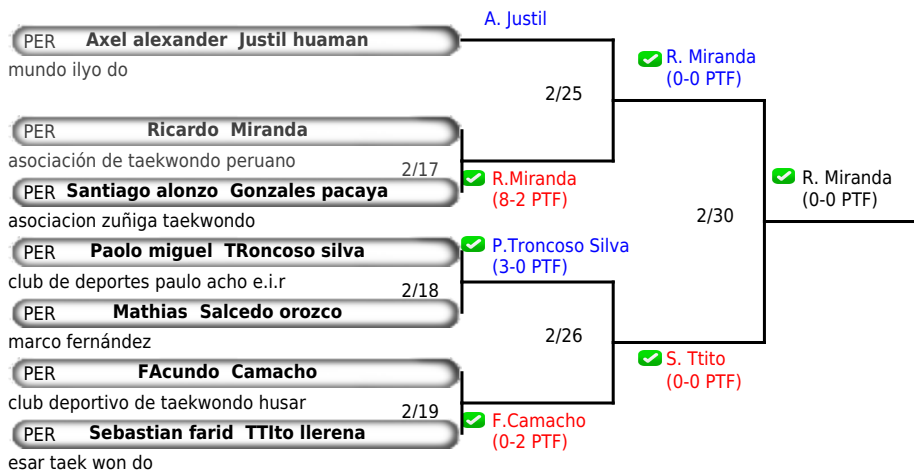 A. Justil
PER Axel alexander Justil huaman
mundo ilyo do
R. Miranda
(0-0 PTF)
2/25
PER Ricardo Miranda
asociación de taekwondo peruano
2/17
R.Miranda
(8-2 PTF)
PER Santiago alonzo Gonzales pacaya
asociacion zuñiga taekwondo
R. Miranda
(0-0 PTF)
2/30
PER Paolo miguel TRoncoso silva
club de deportes paulo acho e.i.r
P.Troncoso Silva
(3-0 PTF)
2/18
PER Mathias Salcedo orozco
marco fernández
2/26
S. Ttito
(0-0 PTF)
PER FAcundo Camacho
club deportivo de taekwondo husar
2/19
F.Camacho
(0-2 PTF)
PER Sebastian farid TTIto llerena
esar taek won do